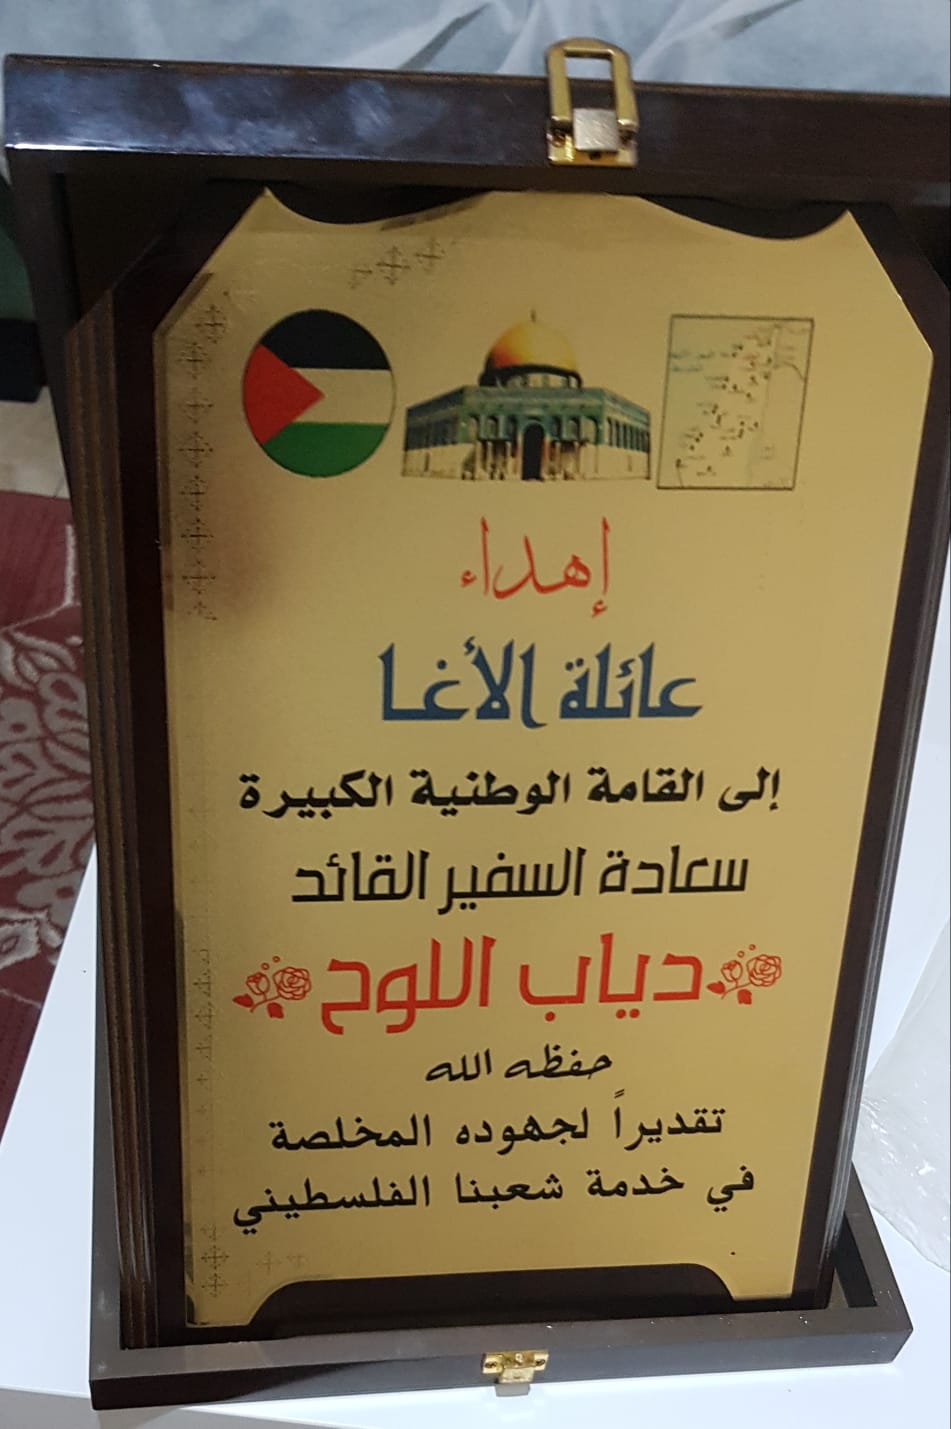 إهداء
عائلة الأغا
إلى القامة الوطنية الكبيرة
سعادة السفير القائد
دياب اللوح
حفظه الله
تقديراً لجهوده المخلصة
في خدمة شعبنا الفلسطيني